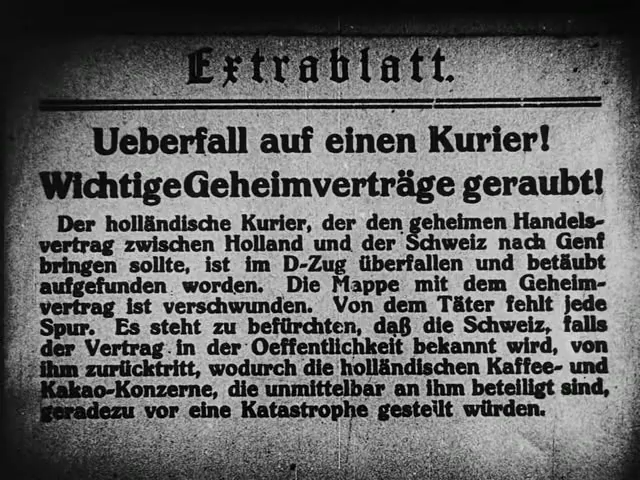 Extrablatt.
Ueberfall auf einen Kurier!
Wichtige Geheimverträge geraubt!
Der holländische Kurier, der den geheimen Handels-
vertrag zwischen Holland und der Schweiz nach Genf
bringen sollte, ist im D-Zug überfallen und betäubt
aufgefunden worden. Die Mappe mit dem Geheim-
vertrag ist verschwunden. Von dem Täter fehlt jede
Spur. Es steht zu befürchten, daß die Schweiz, falls
der Vertrag in der Oeffentlichkeit bekannt wird, von
ihm zurücktritt, wodurch die holländischen Kaffee- und
Kakao-Konzerne, die unmittelbar an ihm beteiligt sind,
geradezu vor eine Katastrophe gestellt würden.